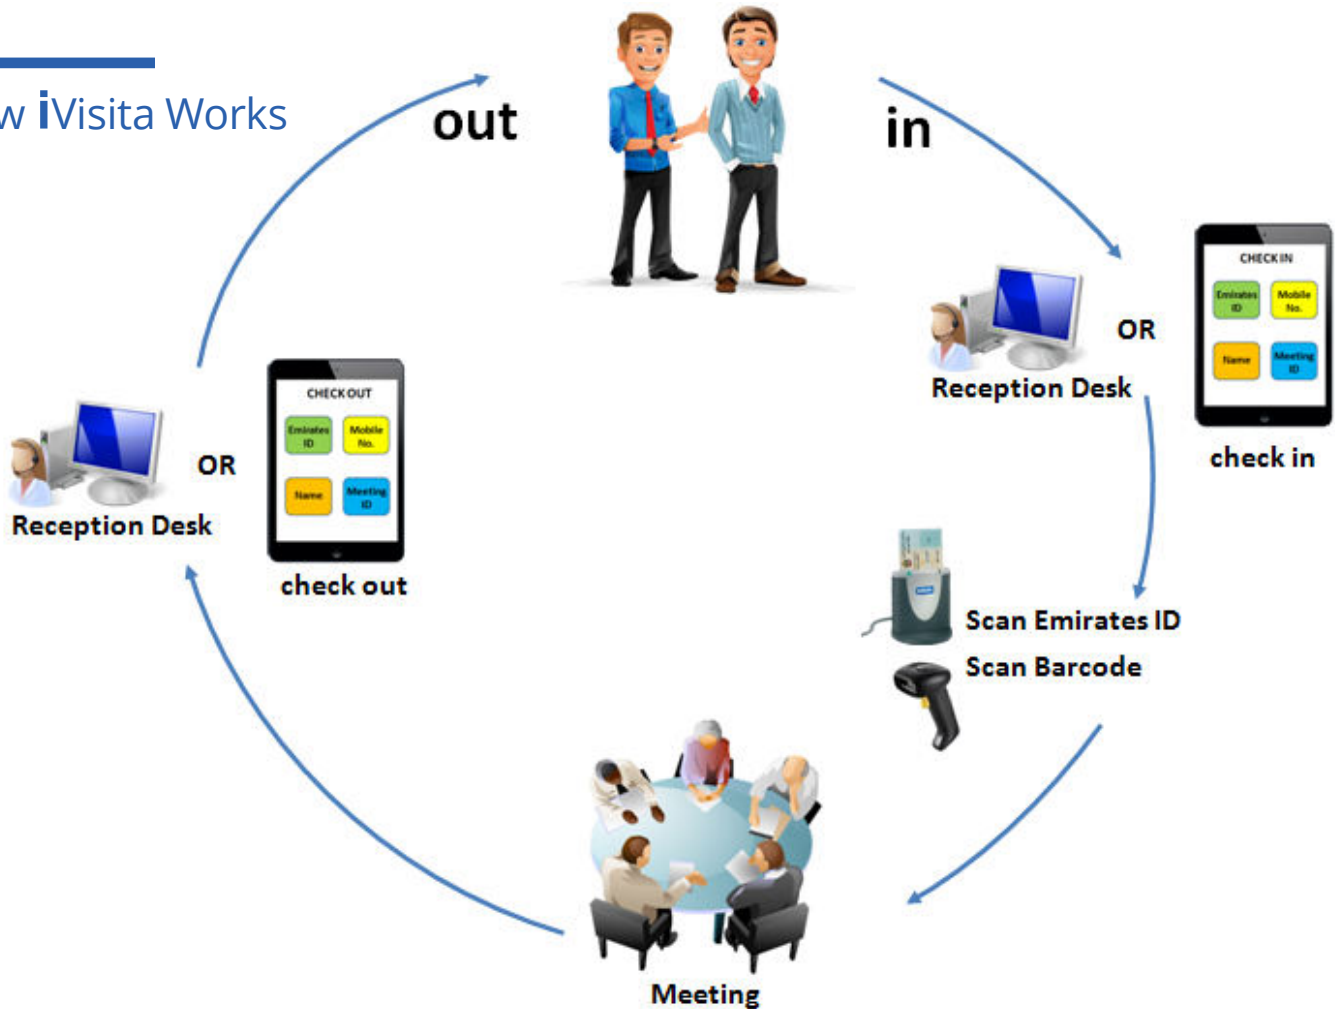 w iVisita Works
out
in
CHECK IN
Emirates ID
Mobile No.
Name
Meeting ID
OR
Reception Desk
check in
Scan Emirates ID
Scan Barcode
Meeting
CHECK OUT
Emirates ID
Mobile No.
Name
Meeting ID
OR
Reception Desk
check out